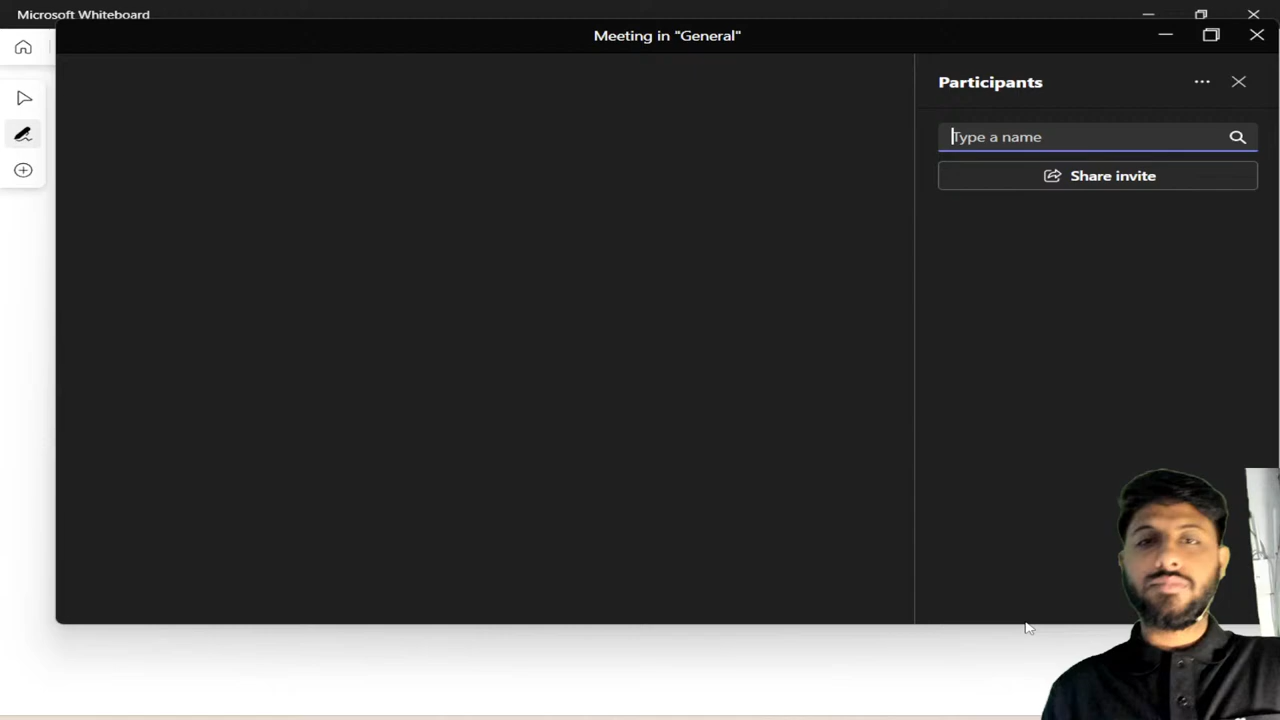 Microsoft Whiteboard
Meeting in "General"
Participants
Type a name
Share invite